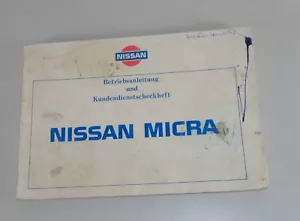 NISSAN
Betriebsanleitung
und
Kundendienstscheckheft
NISSAN MICRA